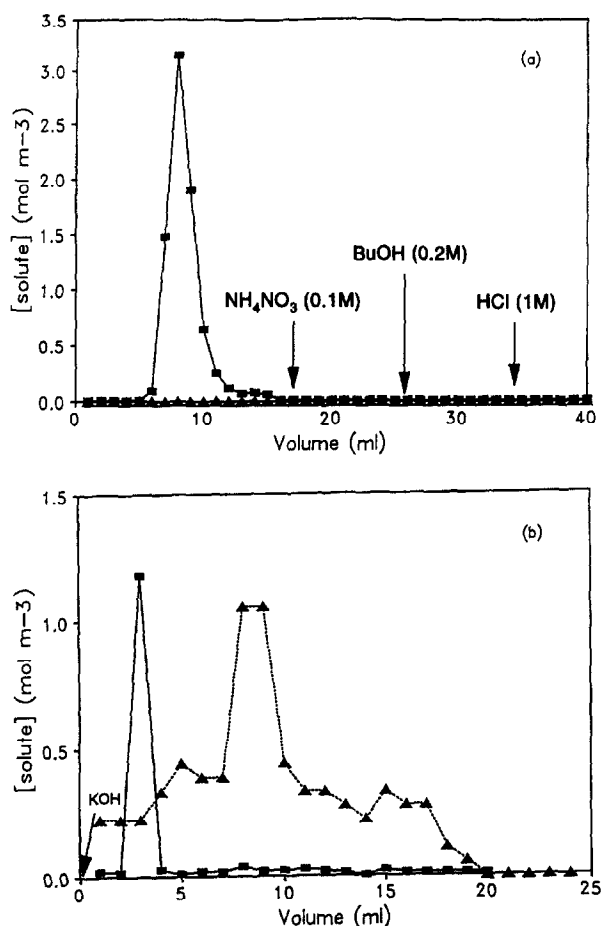 (a)
[solute] (mol m-3)
3.5
3.0
2.5
2.0
1.5
1.0
0.5
0.0
NH₄NO₃ (0.1M)
BuOH (0.2M)
HCl (1M)
0 10 20 30 40
Volume (ml)
(b)
[solute] (mol m-3)
1.5
1.0
0.5
0.0
KOH
0 5 10 15 20 25
Volume (ml)